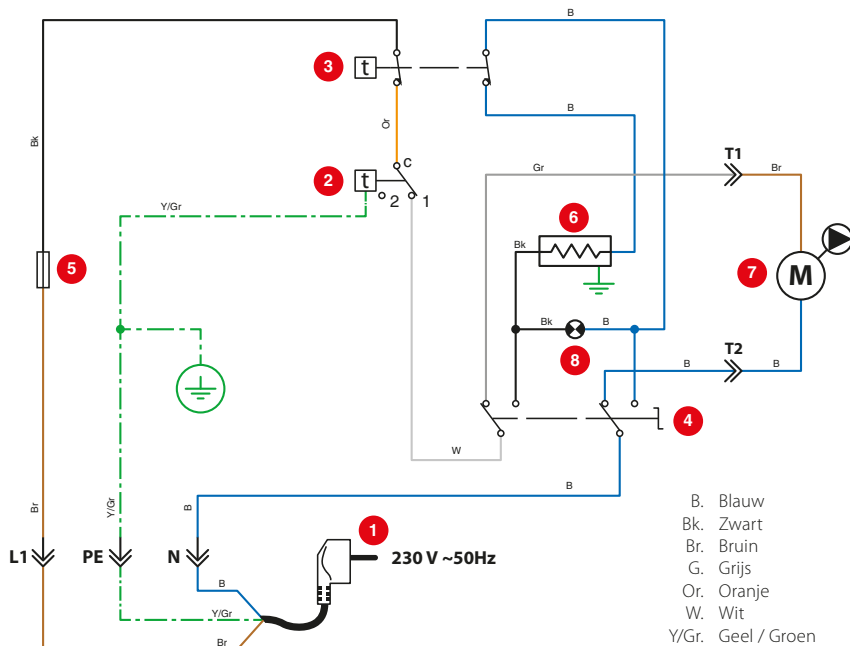 B
3
t
B
Bk
Or
T1
C
Gr
Br
2
t
2
1
Y/Gr
6
Bk
5
7
M
Bk
B
8
T2
B
B
4
W
B
Br
Y/Gr
B
1
L1
PE
N
230 V ~50Hz
B
Y/Gr
Br
B. Blauw
Bk. Zwart
Br. Bruin
G. Grijs
Or. Oranje
W. Wit
Y/Gr. Geel / Groen